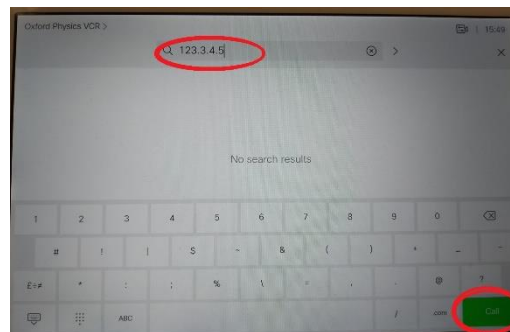 Oxford Physics VCR > 15:49
123.3.4.5
No search results
1 2 3 4 5 6 7 8 9 0
# ! | $ - & ( ) + _ ~
£=≠ * : ; % \ = , . @ ?
ABC / .com Call